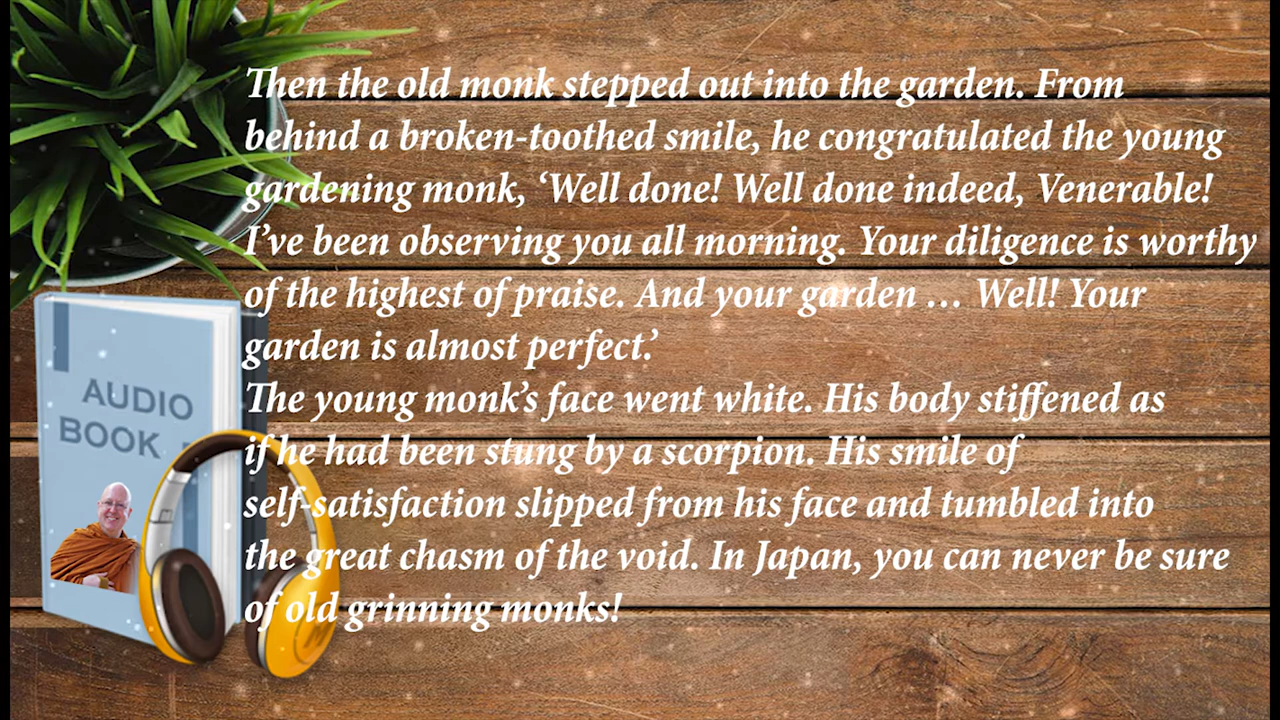 Then the old monk stepped out into the garden. From
behind a broken-toothed smile, he congratulated the young
gardening monk, ‘Well done! Well done indeed, Venerable!
I’ve been observing you all morning. Your diligence is worthy
of the highest of praise. And your garden … Well! Your
garden is almost perfect.’
The young monk’s face went white. His body stiffened as
if he had been stung by a scorpion. His smile of
self-satisfaction slipped from his face and tumbled into
the great chasm of the void. In Japan, you can never be sure
of old grinning monks!
AUDIO
BOOK